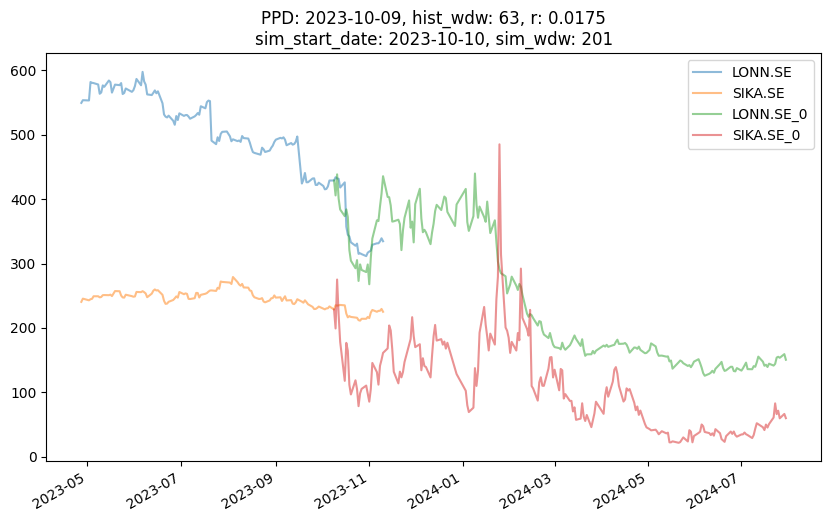 PPD: 2023-10-09, hist_wdw: 63, r: 0.0175
sim_start_date: 2023-10-10, sim_wdw: 201
LONN.SE
SIKA.SE
LONN.SE_0
SIKA.SE_0
600
500
400
300
200
100
0
2023-05
2023-07
2023-09
2023-11
2024-01
2024-03
2024-05
2024-07